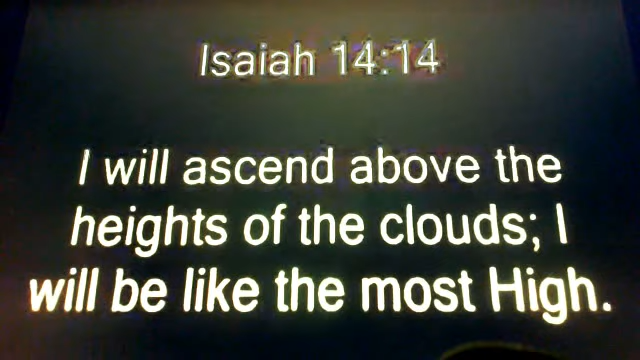 Isaiah 14:14
I will ascend above the
heights of the clouds; I
will be like the most High.